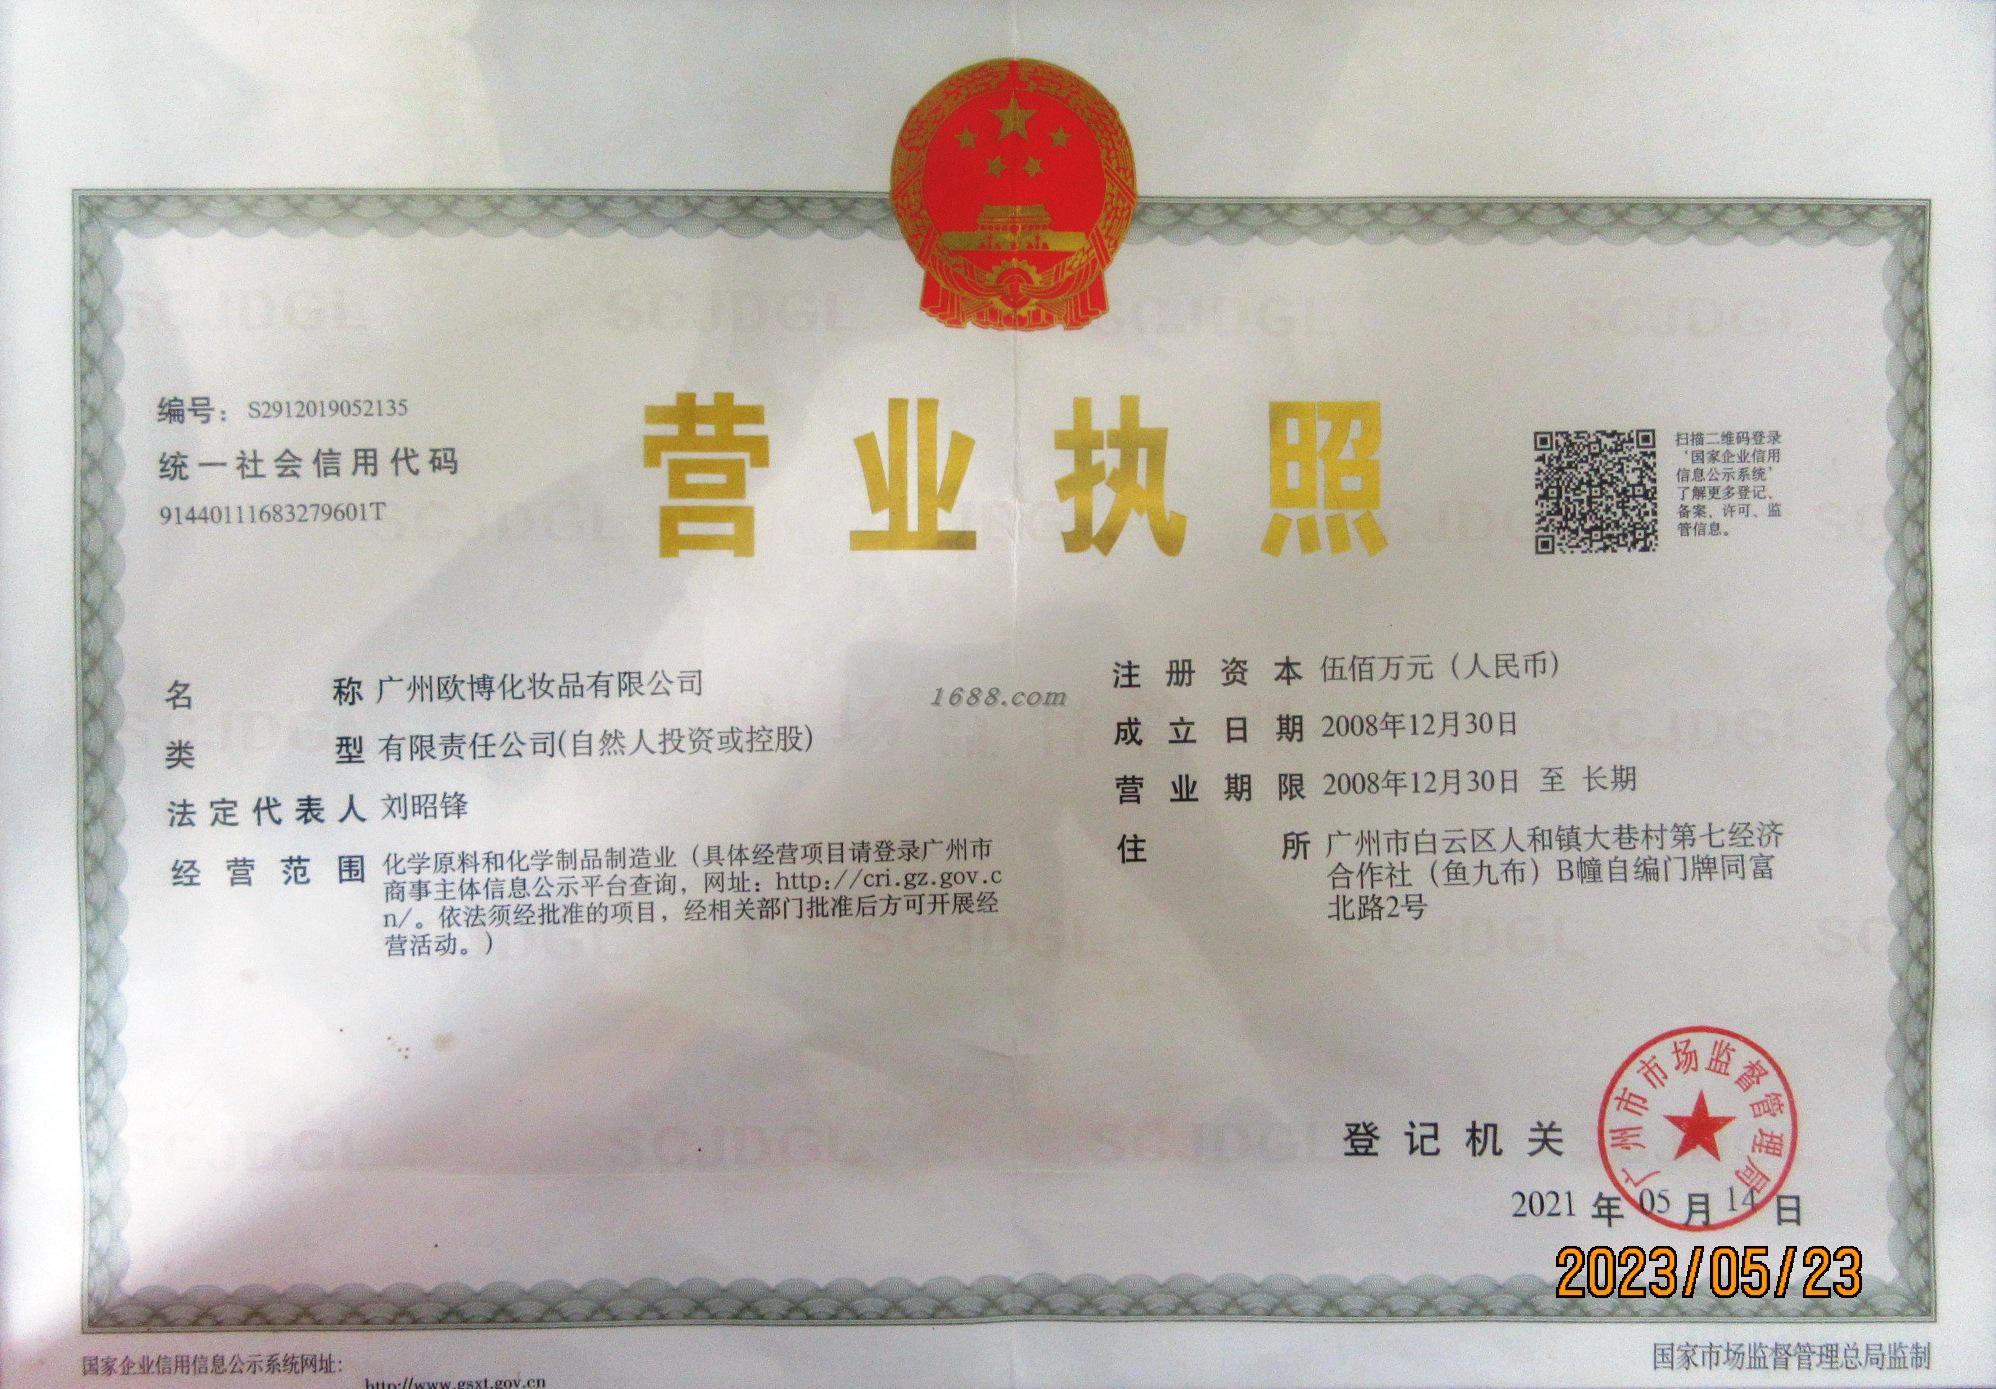 编号： S2912019052135
统一社会信用代码
91440111683279601T
营业执照
扫描二维码登录
‘国家企业信用
信息公示系统’
了解更多登记、
备案、许可、监
管信息。
名称 广州欧博化妆品有限公司
类型 有限责任公司(自然人投资或控股)
法定代表人 刘昭锋
经营范围 化学原料和化学制品制造业（具体经营项目请登录广州市
商事主体信息公示平台查询，网址：http://cri.gz.gov.c
n/。依法须经批准的项目，经相关部门批准后方可开展经
营活动。）
1688.com
注册资本 伍佰万元（人民币）
成立日期 2008年12月30日
营业期限 2008年12月30日 至 长期
住所 广州市白云区人和镇大巷村第七经济
合作社（鱼九布）B幢自编门牌同富
北路2号
登记机关
广州市市场监督管理局
2021 年 05 月 14 日
2023/05/23
国家企业信用信息公示系统网址：
http://www.gsxt.gov.cn
国家市场监督管理总局监制